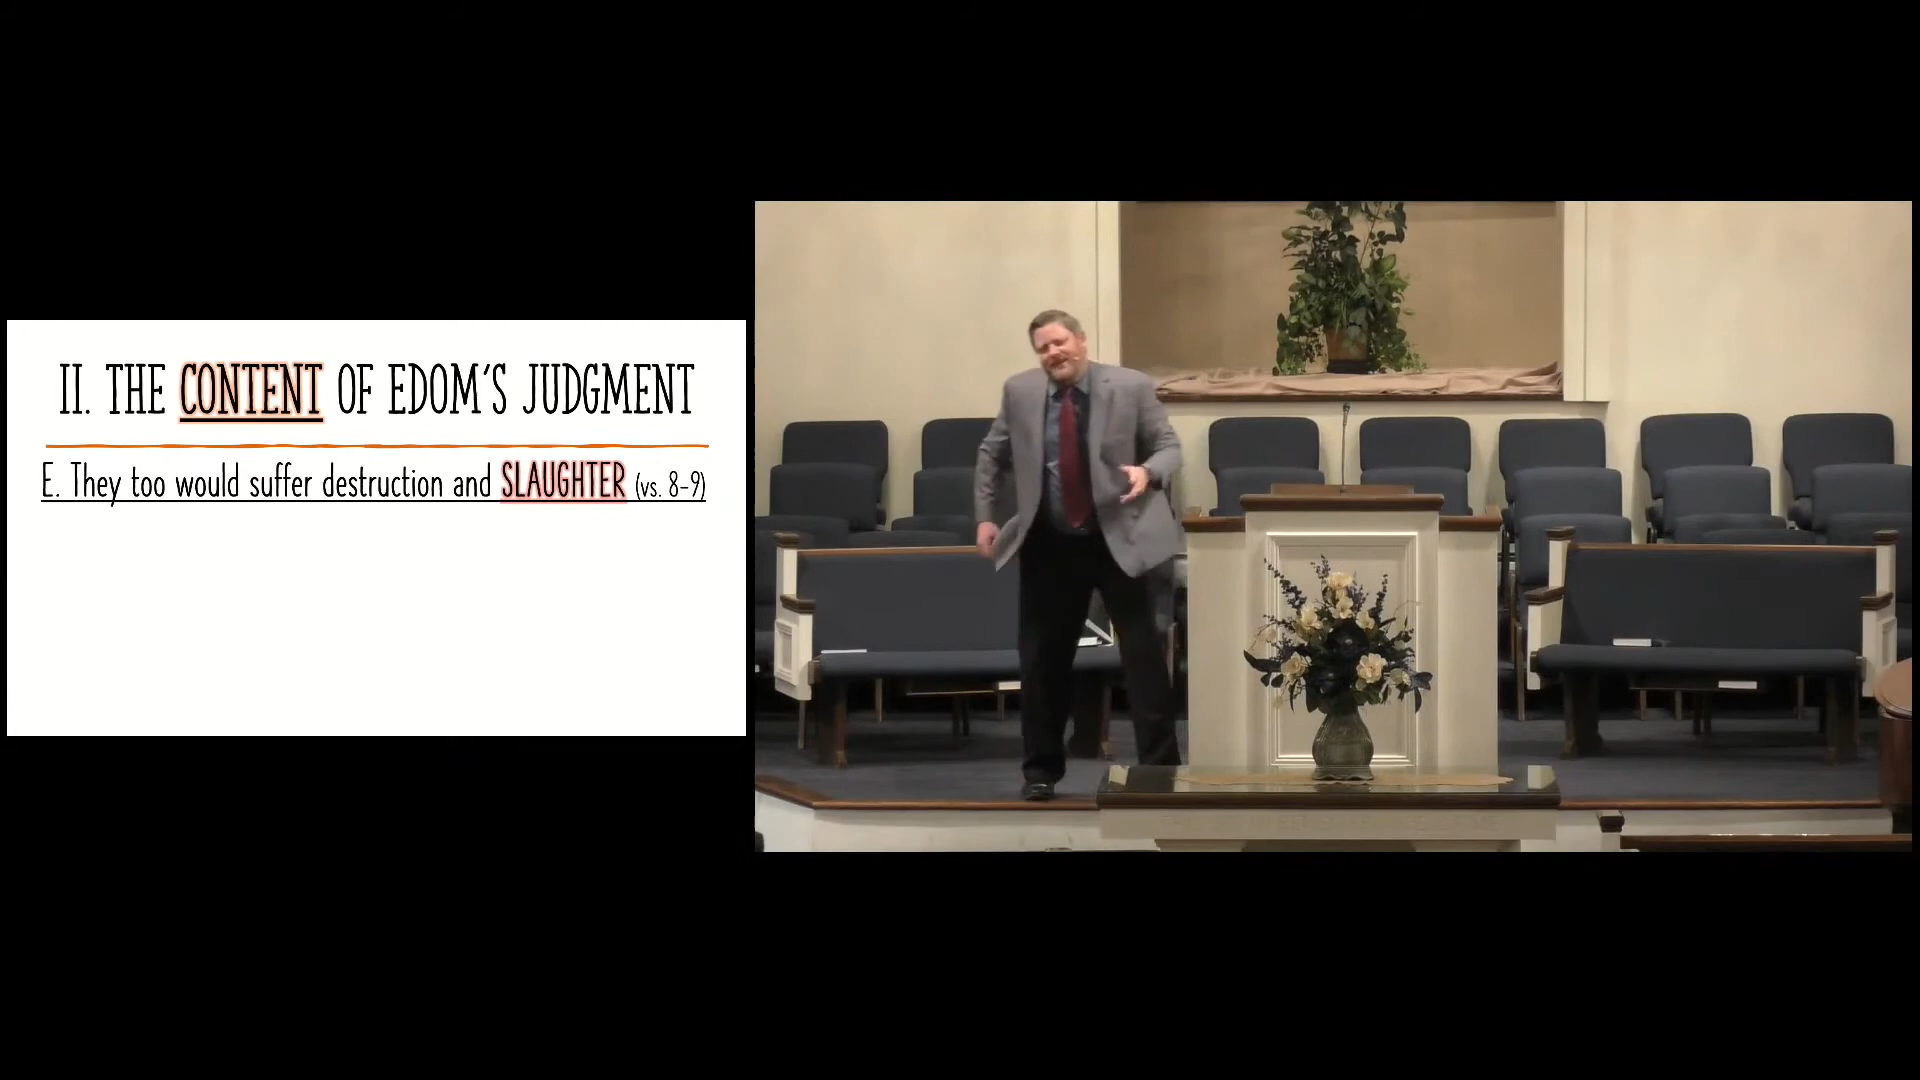 II. THE CONTENT OF EDOM'S JUDGMENT
E. They too would suffer destruction and SLAUGHTER (vs. 8-9)